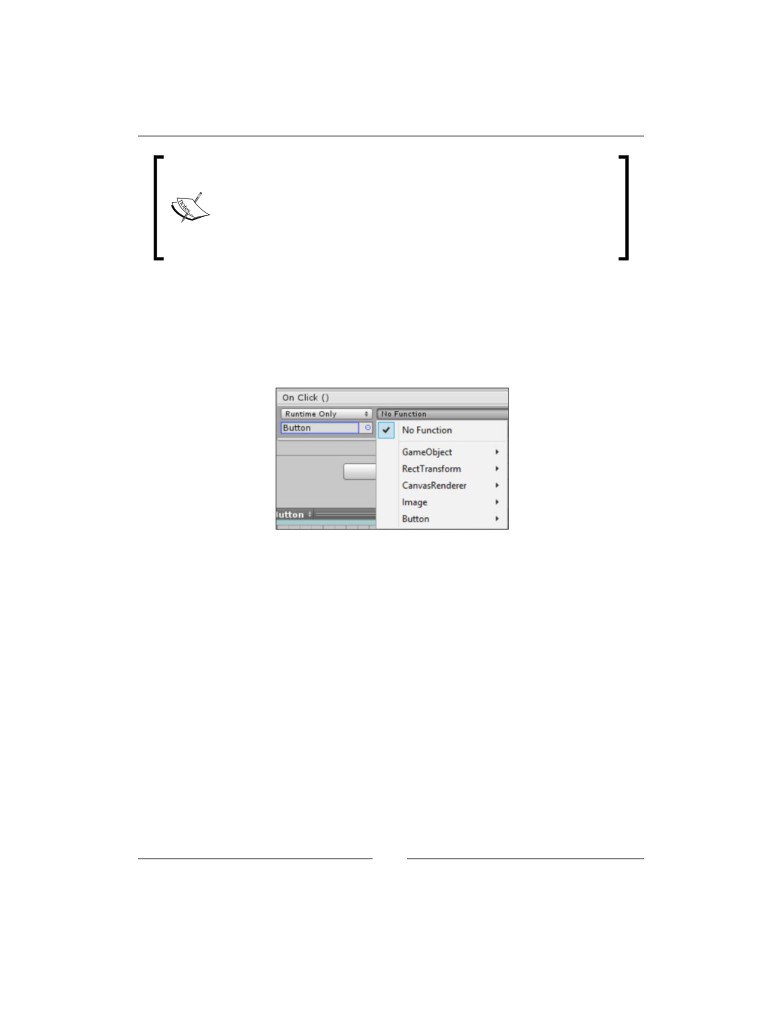 On Click ()
Runtime Only
No Function
Button
No Function
GameObject
RectTransform
CanvasRenderer
Image
Button
utton